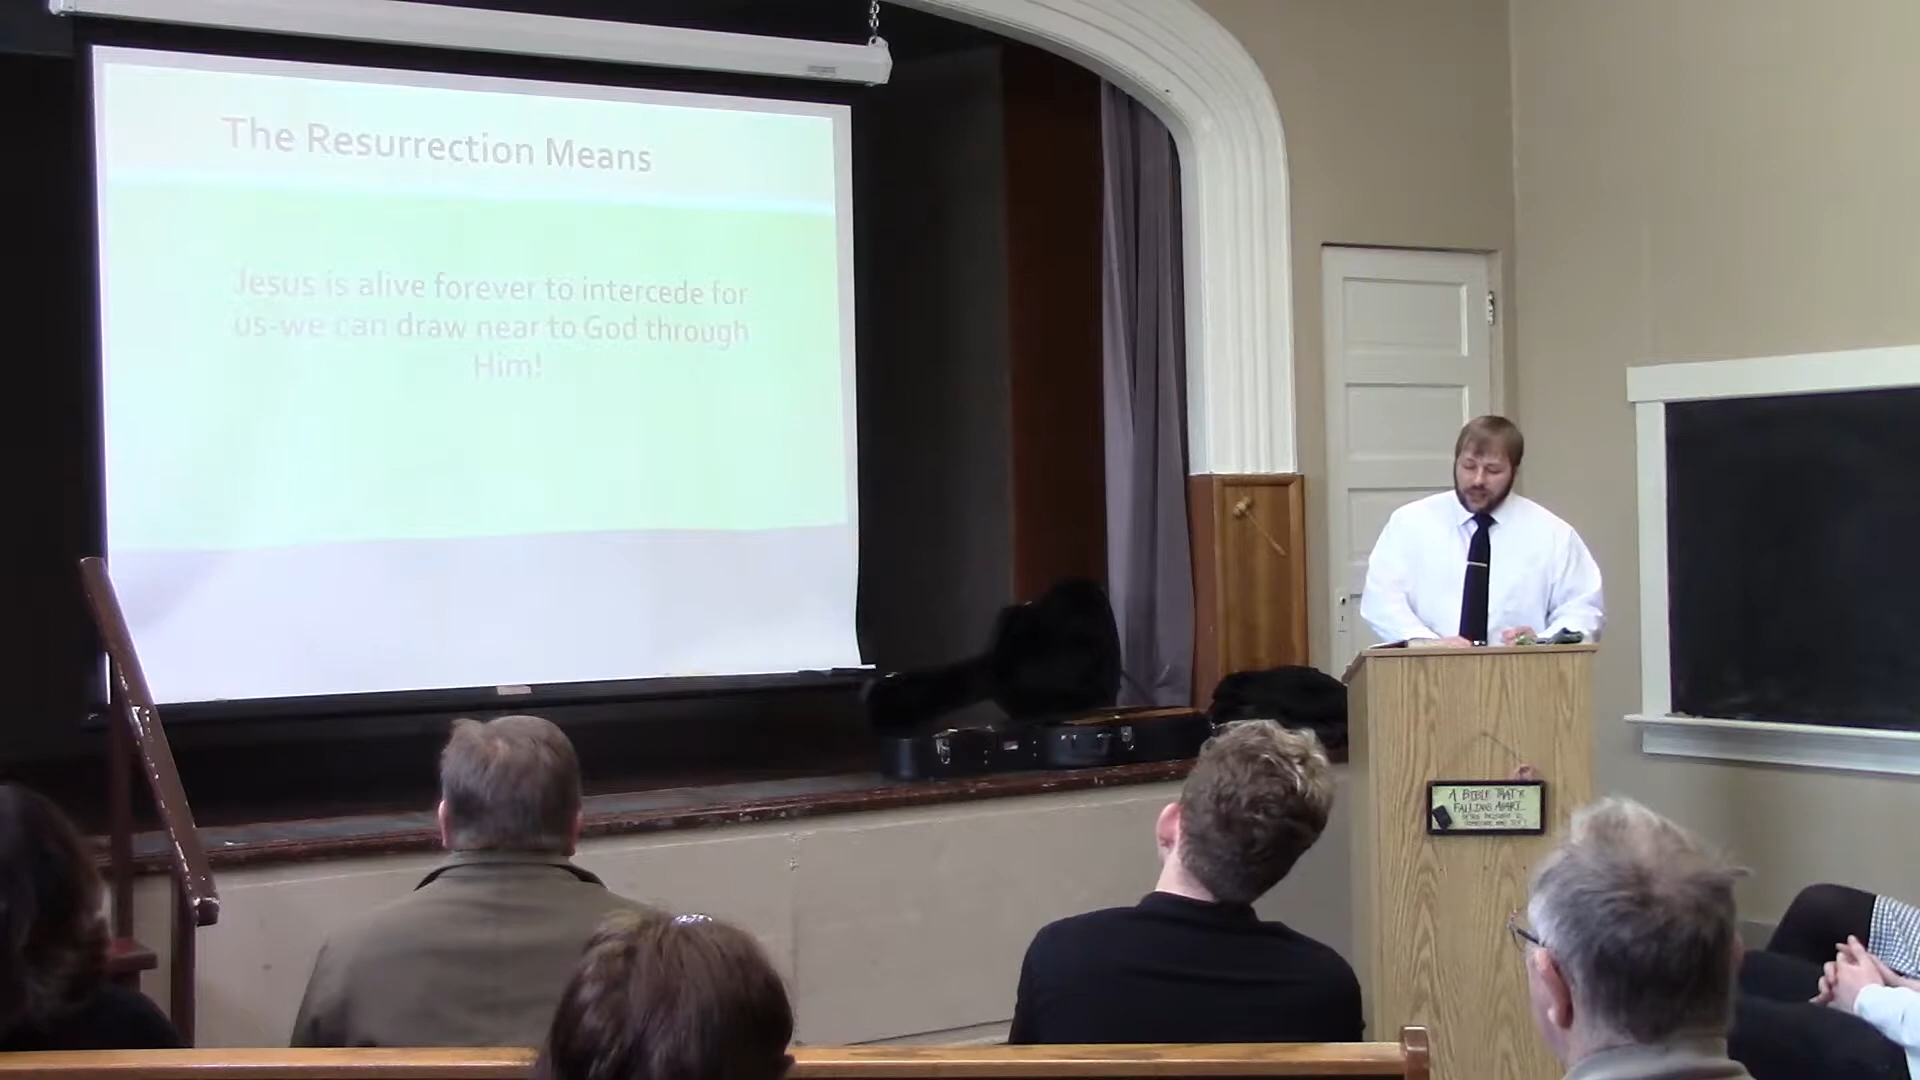 The Resurrection Means
Jesus is alive forever to intercede for
us-we can draw near to God through
Him!
A BIBLE THAT'S
FALLING APART